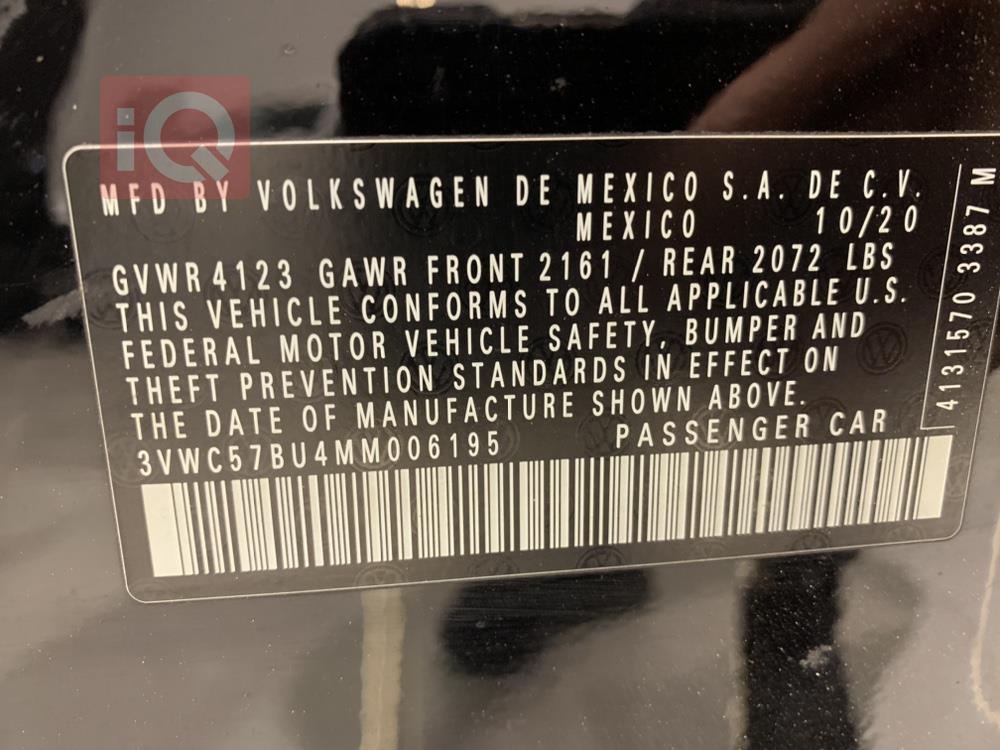 iQ
MFD BY VOLKSWAGEN DE MEXICO S.A. DE C.V.
MEXICO 10/20
GVWR 4123 GAWR FRONT 2161 / REAR 2072 LBS
THIS VEHICLE CONFORMS TO ALL APPLICABLE U.S.
FEDERAL MOTOR VEHICLE SAFETY, BUMPER AND
THEFT PREVENTION STANDARDS IN EFFECT ON
THE DATE OF MANUFACTURE SHOWN ABOVE.
3VWC57BU4MM006195 PASSENGER CAR
4131570 3387 M